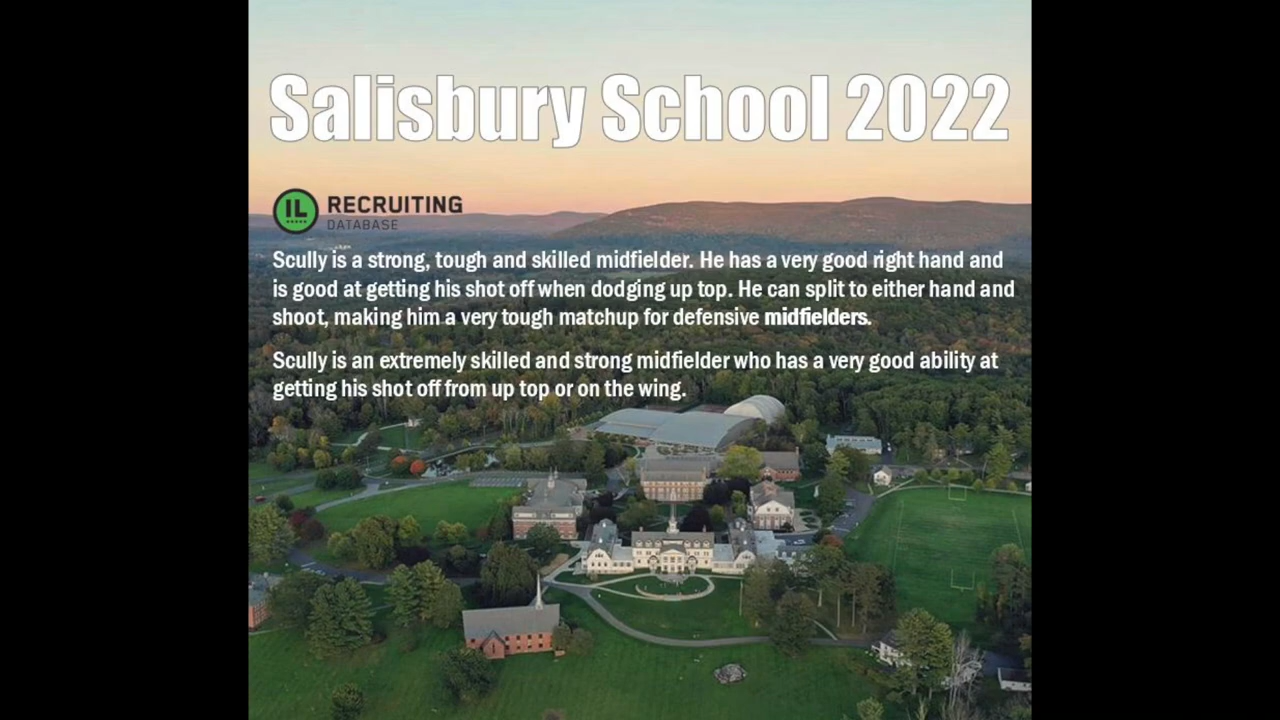 Salisbury School 2022
IL
RECRUITING
DATABASE
Scully is a strong, tough and skilled midfielder. He has a very good right hand and
is good at getting his shot off when dodging up top. He can split to either hand and
shoot, making him a very tough matchup for defensive midfielders.
Scully is an extremely skilled and strong midfielder who has a very good ability at
getting his shot off from up top or on the wing.